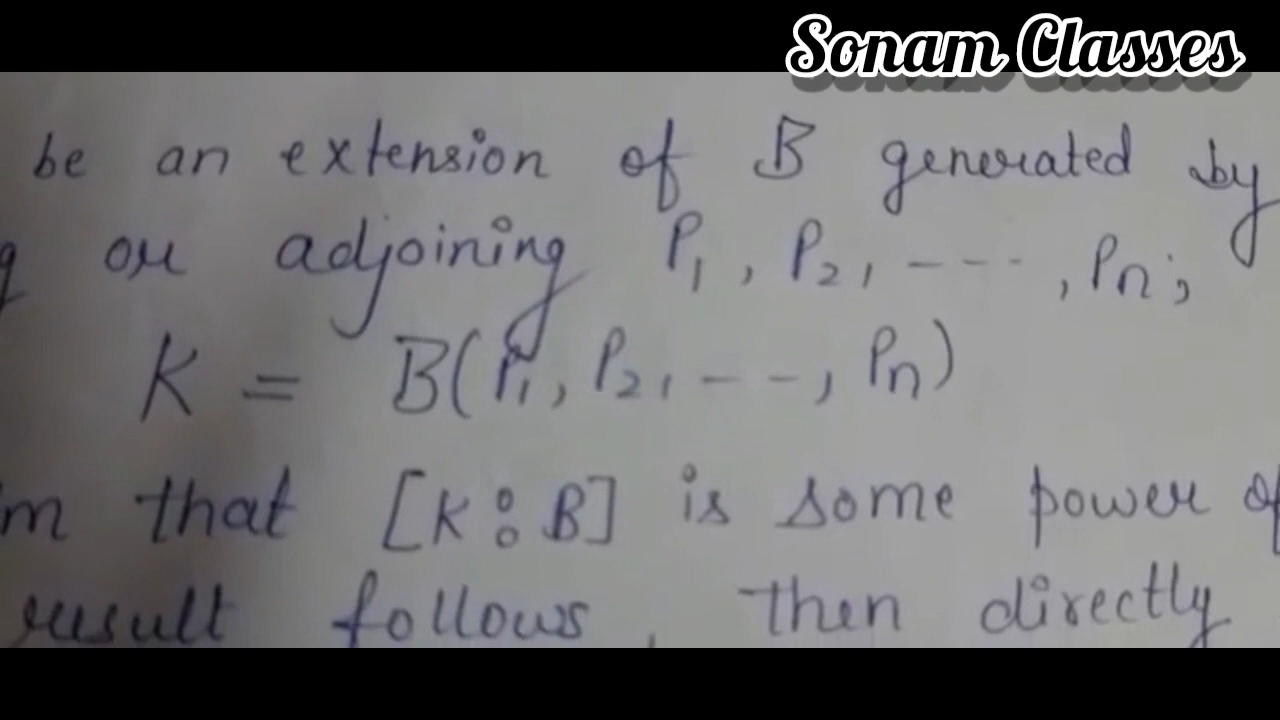 Sonam Classes
be an extension of B generated by
or adjoining P₁, P₂, ----, Pn;
K = B(P₁, P₂, ---, Pn)
that [K : B] is some power of
result follows, then directly